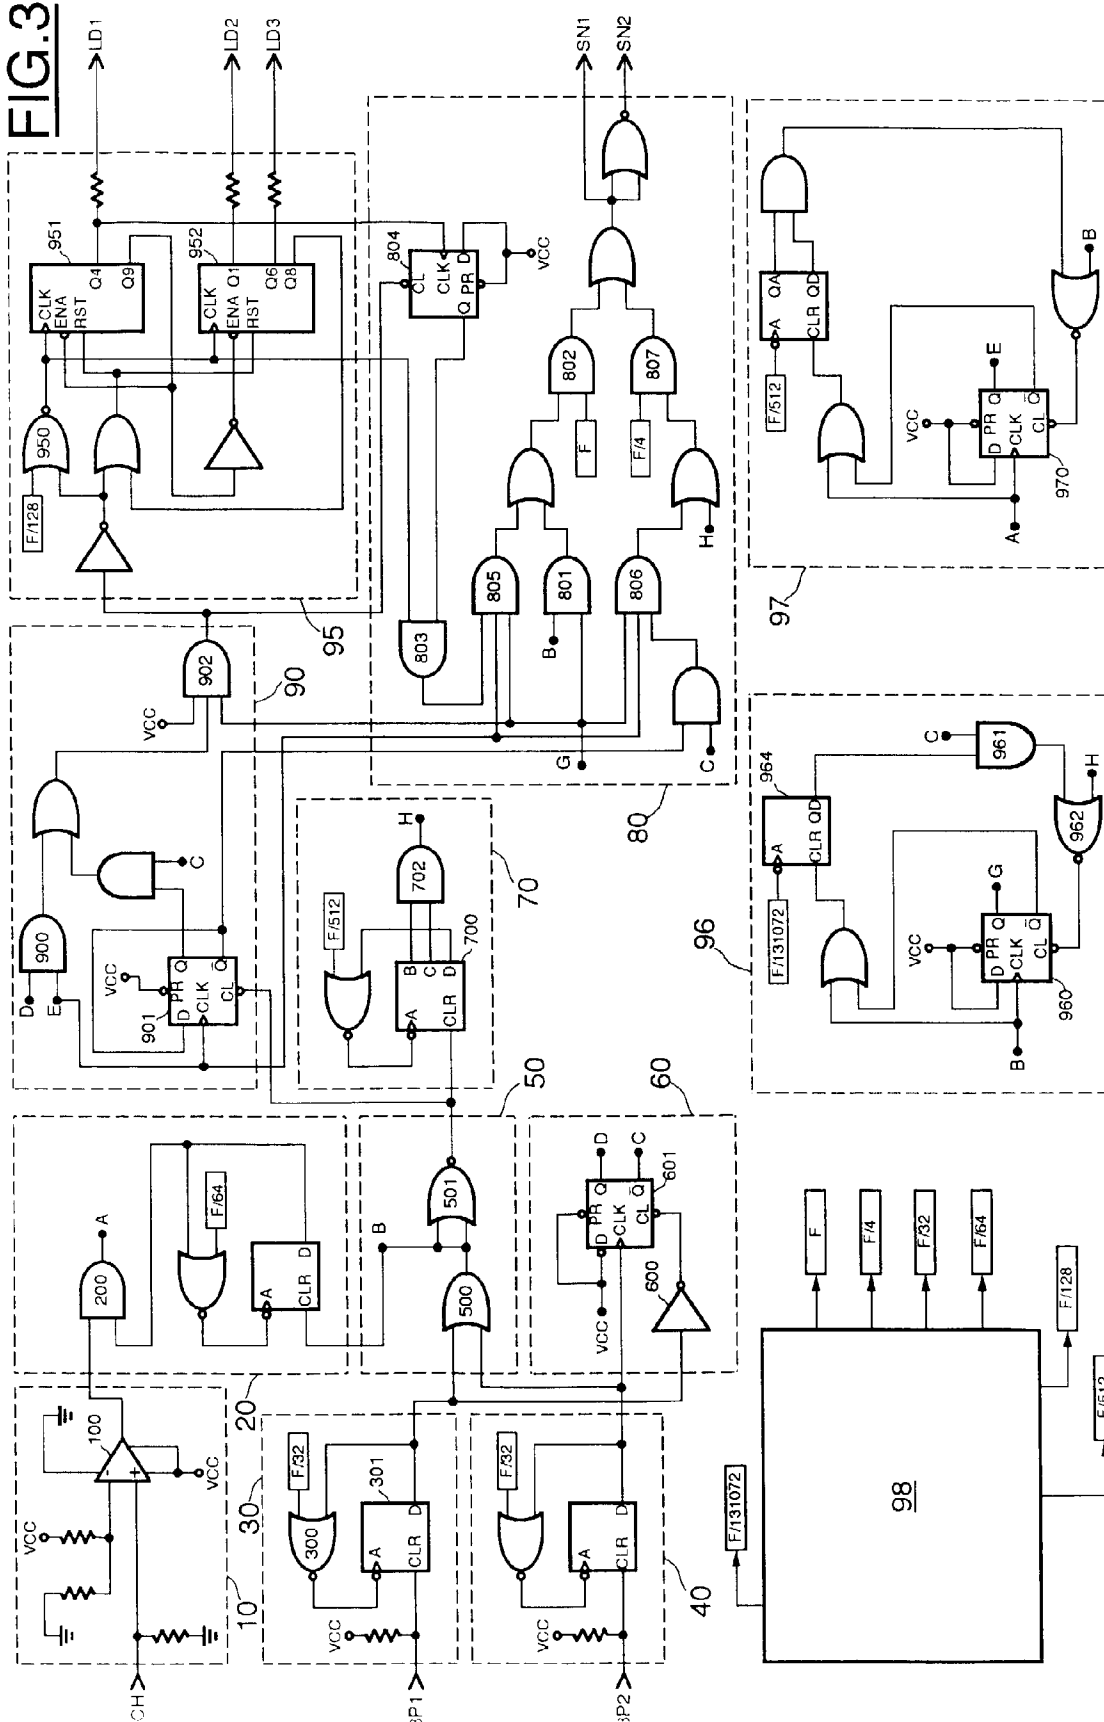 FIG.3
LD1
LD2
LD3
SN1
SN2
951
CLK
ENA
RST
Q4
Q9
952
CLK
ENA
RST
Q1
Q6
Q8
950
F/128
95
804
CL
CLK
PR
D
Q
VCC
803
802
807
F
F/4
805
801
806
B
H
G
C
80
90
902
VCC
900
D
E
C
VCC
901
D
PR
CLK
CL
Q
Q
70
H
702
F/512
B
C
D
700
A
CLR
50
501
500
B
60
D
C
601
D
PR
CLK
CL
Q
Q
VCC
600
A
200
F/64
A
D
CLR
20
100
-
+
VCC
VCC
10
CH
30
F/32
300
301
A
D
CLR
VCC
BP1
F/32
A
D
CLR
VCC
40
BP2
97
QA
QD
A
CLR
F/512
B
E
VCC
D
PR
CLK
CL
Q
Q
970
A
96
964
A
QD
CLR
F/131072
C
961
962
H
G
VCC
D
PR
CLK
CL
Q
Q
960
B
98
F
F/4
F/32
F/64
F/128
F/512
F/131072